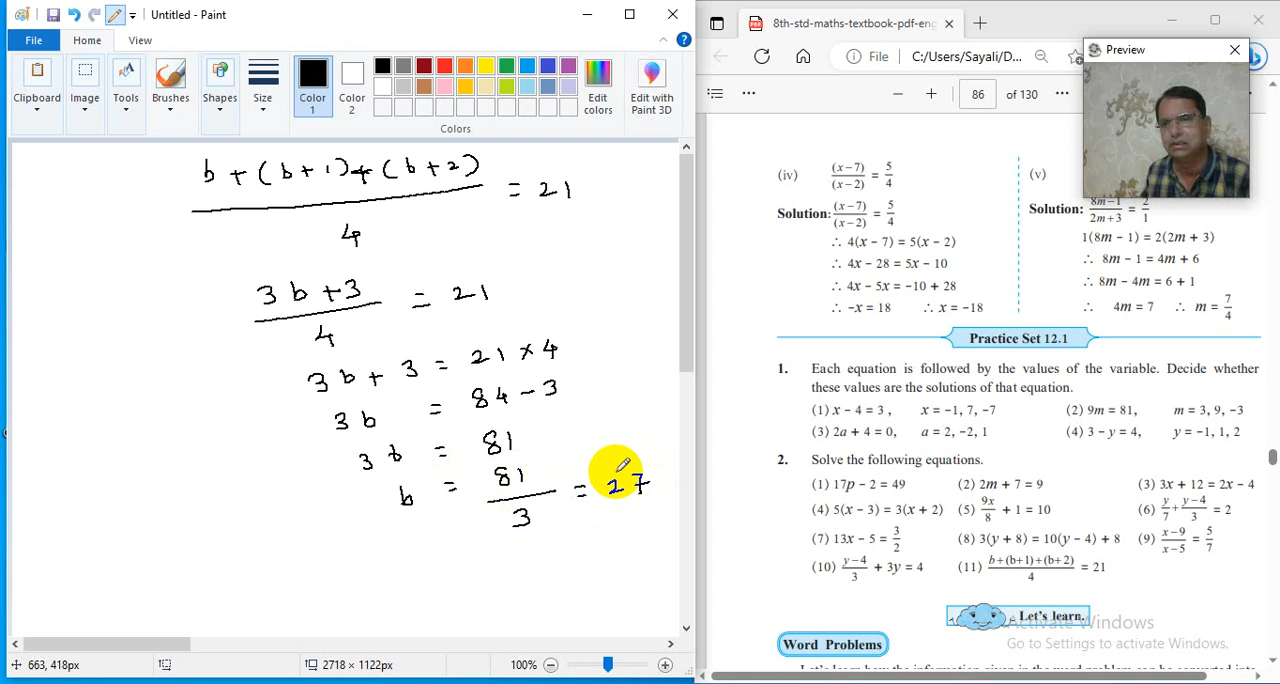 Untitled - Paint
File
Home
View
Clipboard
Image
Tools
Brushes
Shapes
Size
Color 1
Color 2
Edit colors
Edit with Paint 3D
Colors
b + (b + 1) + (b + 2)
= 21
4
3b + 3
= 21
4
3b + 3 = 21 × 4
3b = 84 - 3
3b = 81
b = 81
= 27
3
663, 418px
2718 × 1122px
100%
8th-std-maths-textbook-pdf-eng
File
C:/Users/Sayali/D...
86
of 130
Preview
(iv) (x–7)/(x–2) = 5/4
Solution: (x–7)/(x–2) = 5/4
∴ 4(x – 7) = 5(x – 2)
∴ 4x – 28 = 5x – 10
∴ 4x – 5x = –10 + 28
∴ –x = 18 ∴ x = –18
(v)
Solution: 8m–1/2m+3 = 2/1
1(8m – 1) = 2(2m + 3)
∴ 8m – 1 = 4m + 6
∴ 8m – 4m = 6 + 1
∴ 4m = 7 ∴ m = 7/4
Practice Set 12.1
1. Each equation is followed by the values of the variable. Decide whether
these values are the solutions of that equation.
(1) x – 4 = 3 , x = –1, 7, –7 (2) 9m = 81, m = 3, 9, –3
(3) 2a + 4 = 0, a = 2, –2, 1 (4) 3 – y = 4, y = –1, 1, 2
2. Solve the following equations.
(1) 17p – 2 = 49 (2) 2m + 7 = 9 (3) 3x + 12 = 2x – 4
(4) 5(x – 3) = 3(x + 2) (5) 9x/8 + 1 = 10 (6) y/7 + y–4/3 = 2
(7) 13x – 5 = 3/2 (8) 3(y + 8) = 10(y – 4) + 8 (9) x–9/x–5 = 5/7
(10) y–4/3 + 3y = 4 (11) b+(b+1)+(b+2)/4 = 21
Let's learn.
Activate Windows
Go to Settings to activate Windows.
Word Problems